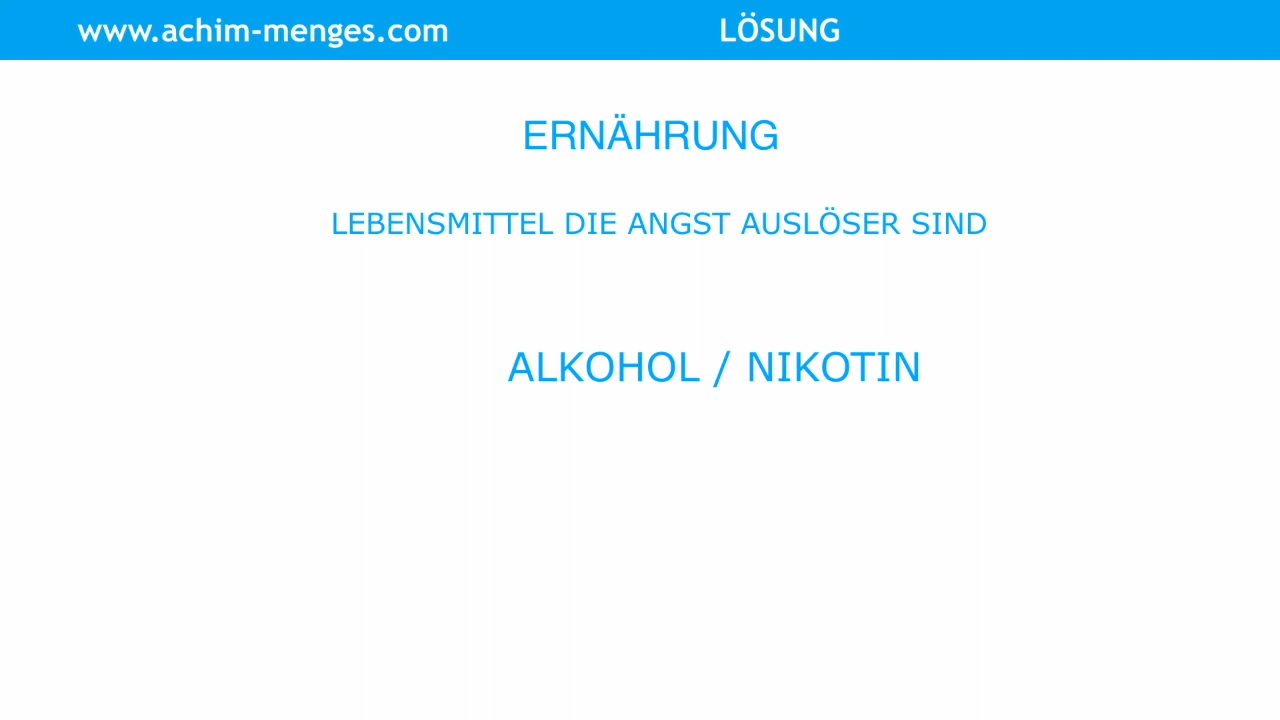 www.achim-menges.com LÖSUNG
ERNÄHRUNG
LEBENSMITTEL DIE ANGST AUSLÖSER SIND
ALKOHOL / NIKOTIN